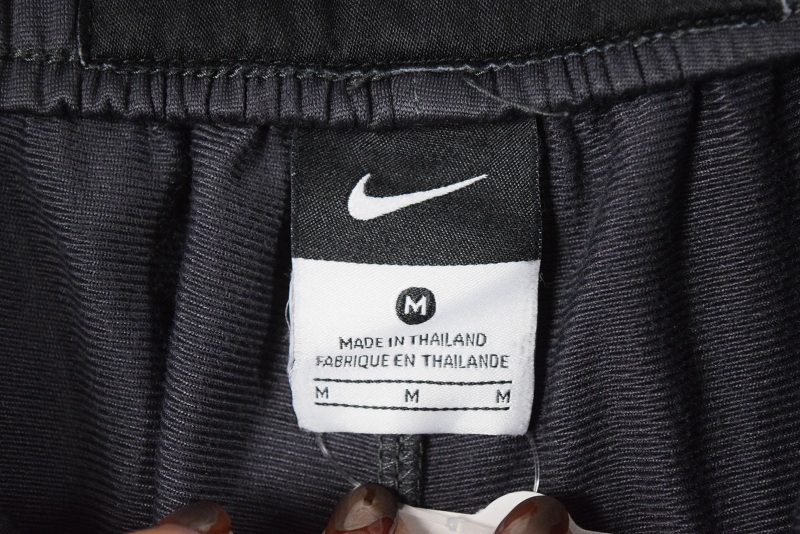 M
MADE IN THAILAND
FABRIQUE EN THAILANDE
M M M